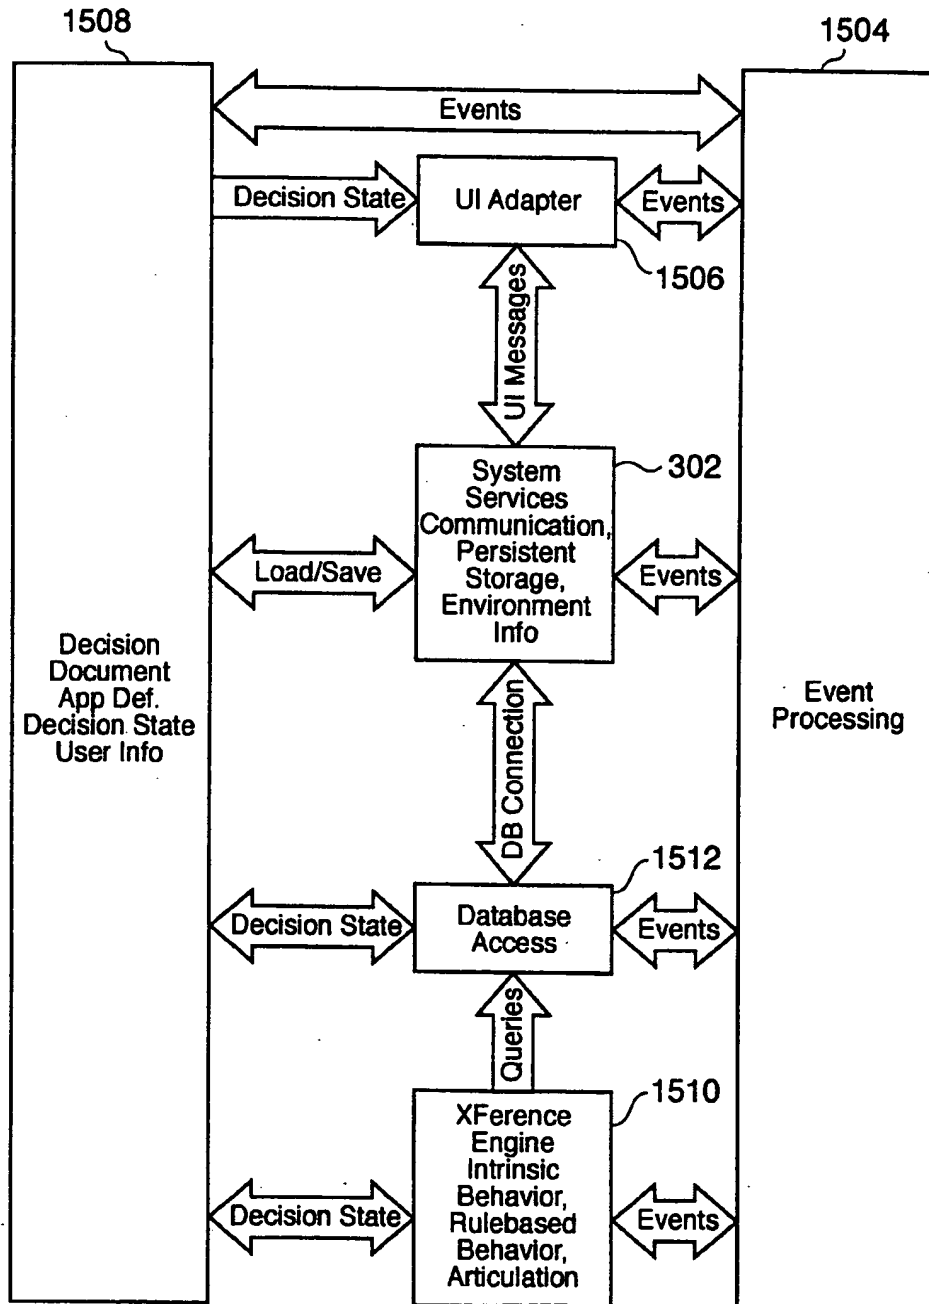 1508
1504
Events
Decision State
UI Adapter
Events
1506
UI Messages
302
System
Services
Communication,
Persistent
Storage,
Environment
Info
Load/Save
Events
Decision
Document
App Def.
Decision State
User Info
Event
Processing
DB Connection
1512
Decision State
Database
Access
Events
Queries
1510
XFerence
Engine
Intrinsic
Behavior,
Rulebased
Behavior,
Articulation
Decision State
Events